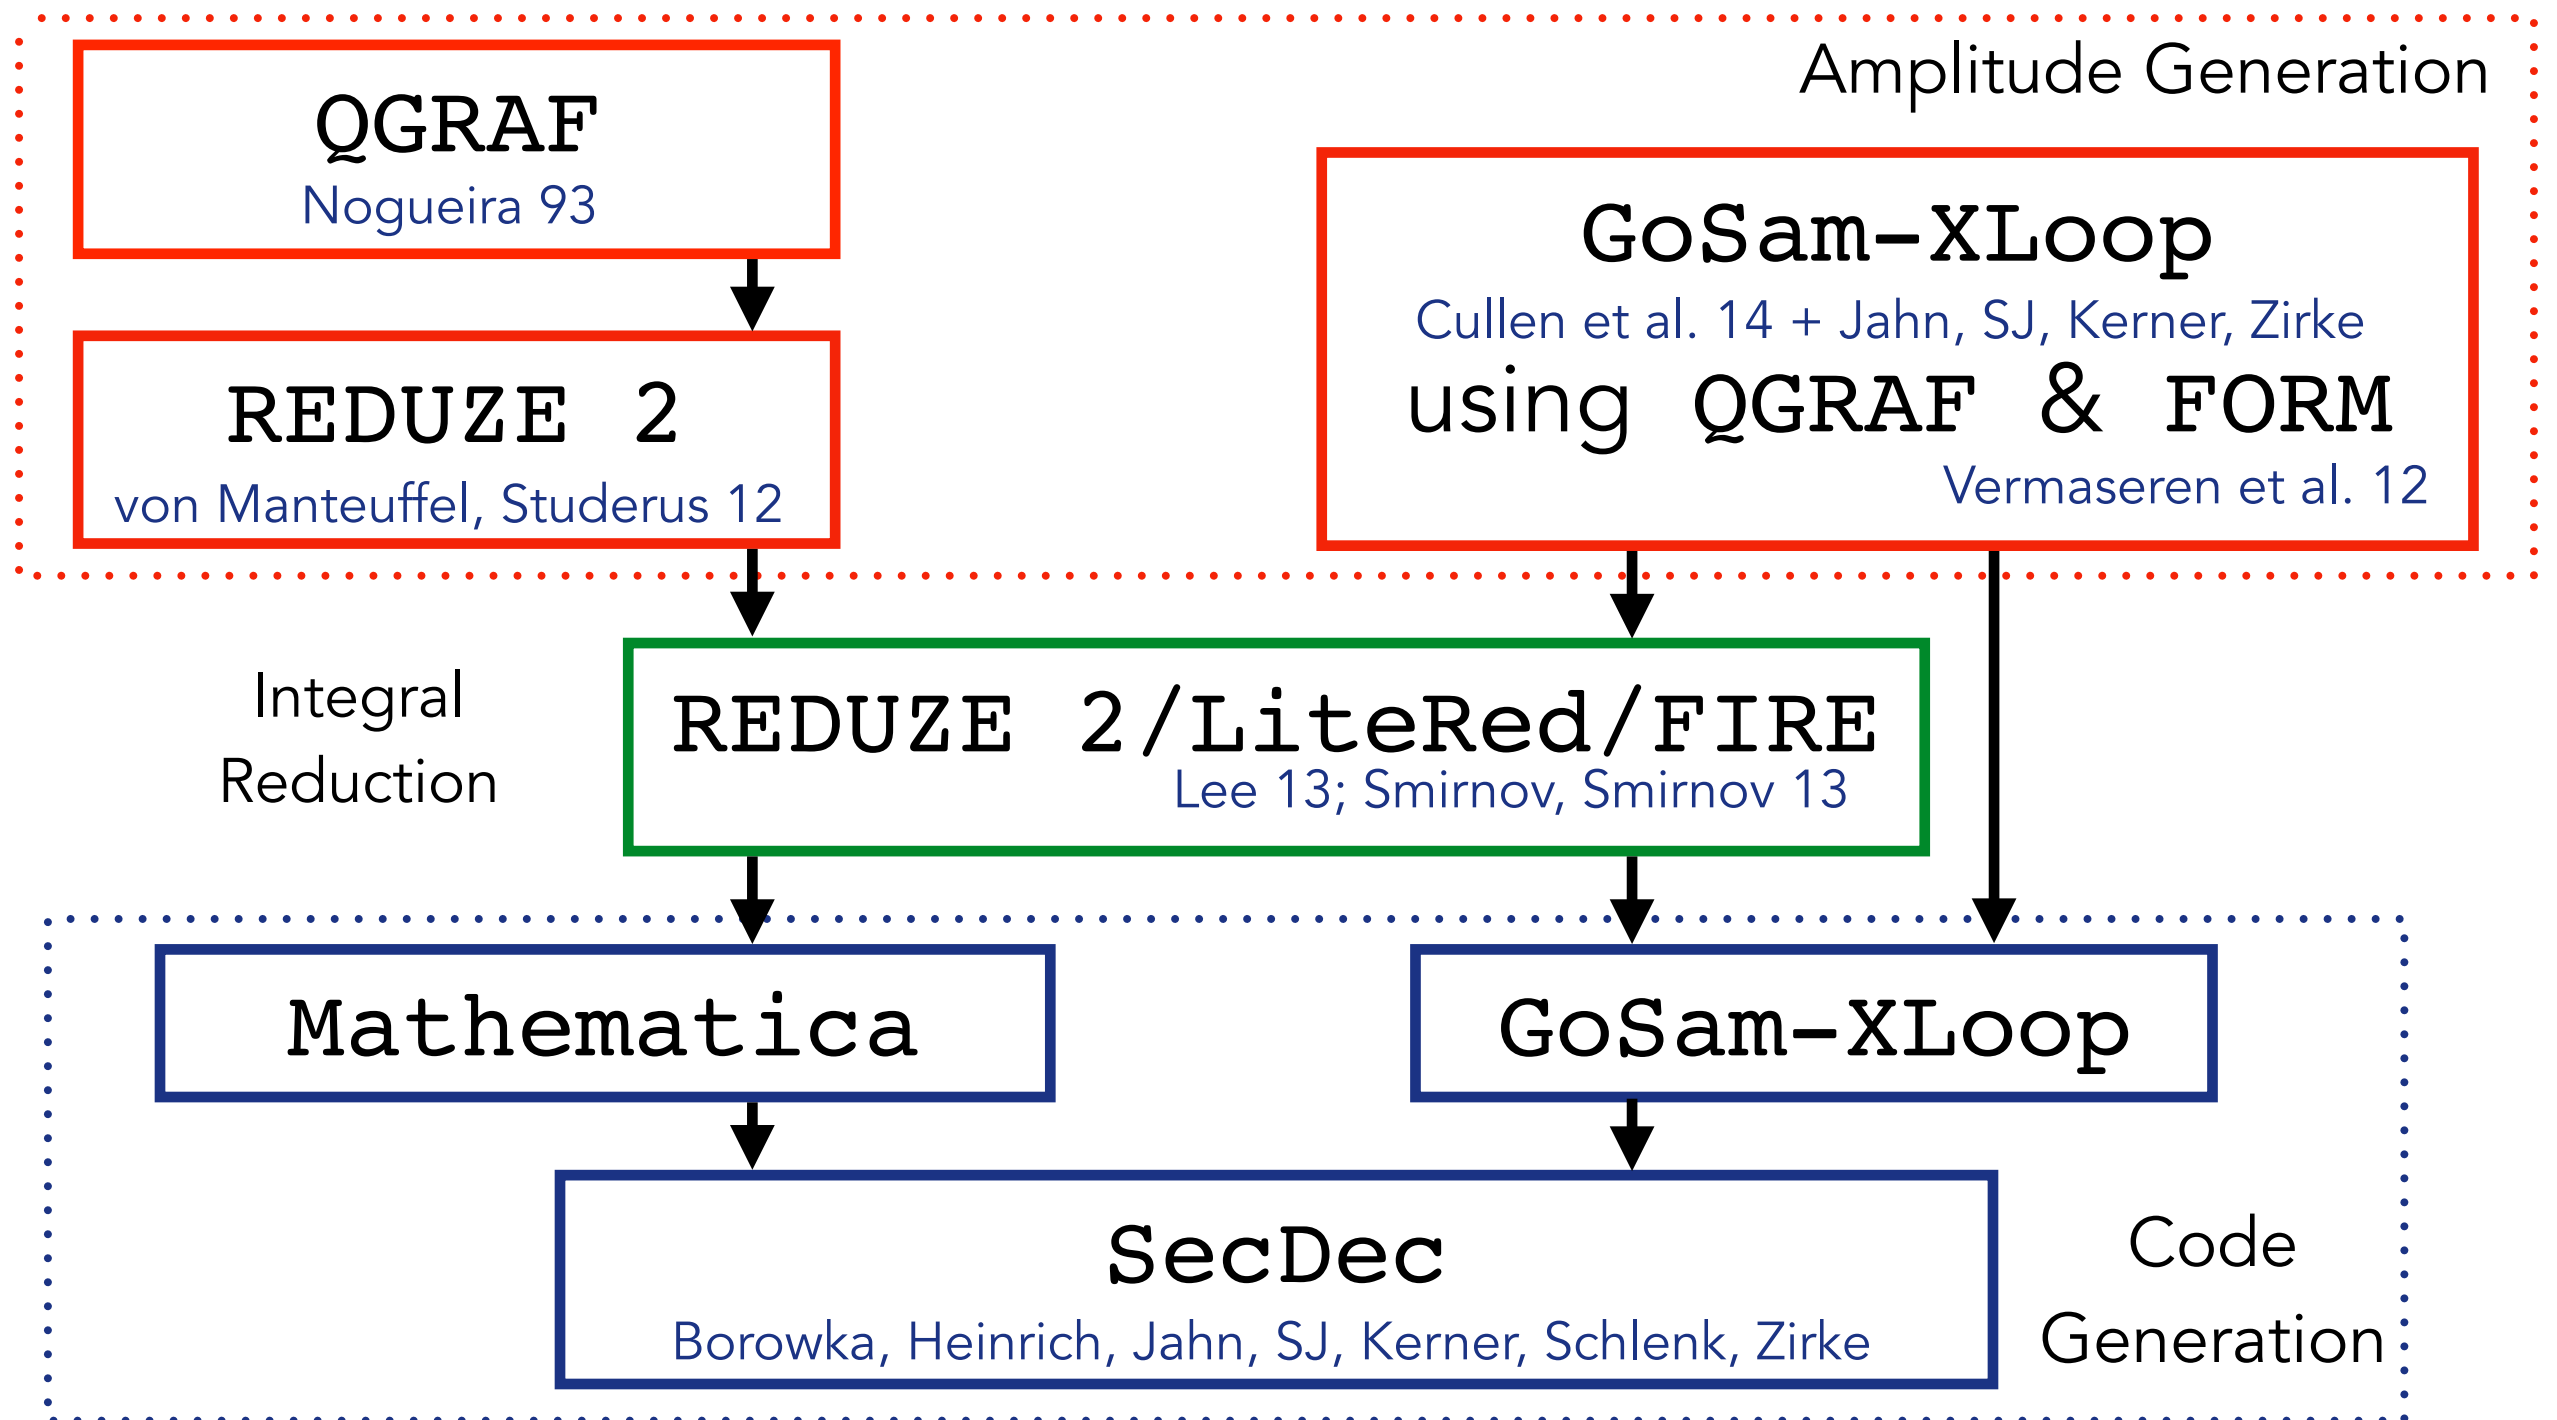 Amplitude Generation
QGRAF
Nogueira 93
REDUZE 2
von Manteuffel, Studerus 12
GoSam-XLoop
Cullen et al. 14 + Jahn, SJ, Kerner, Zirke
using QGRAF & FORM
Vermaseren et al. 12
Integral
Reduction
REDUZE 2/LiteRed/FIRE
Lee 13; Smirnov, Smirnov 13
Mathematica
GoSam-XLoop
SecDec
Borowka, Heinrich, Jahn, SJ, Kerner, Schlenk, Zirke
Code
Generation